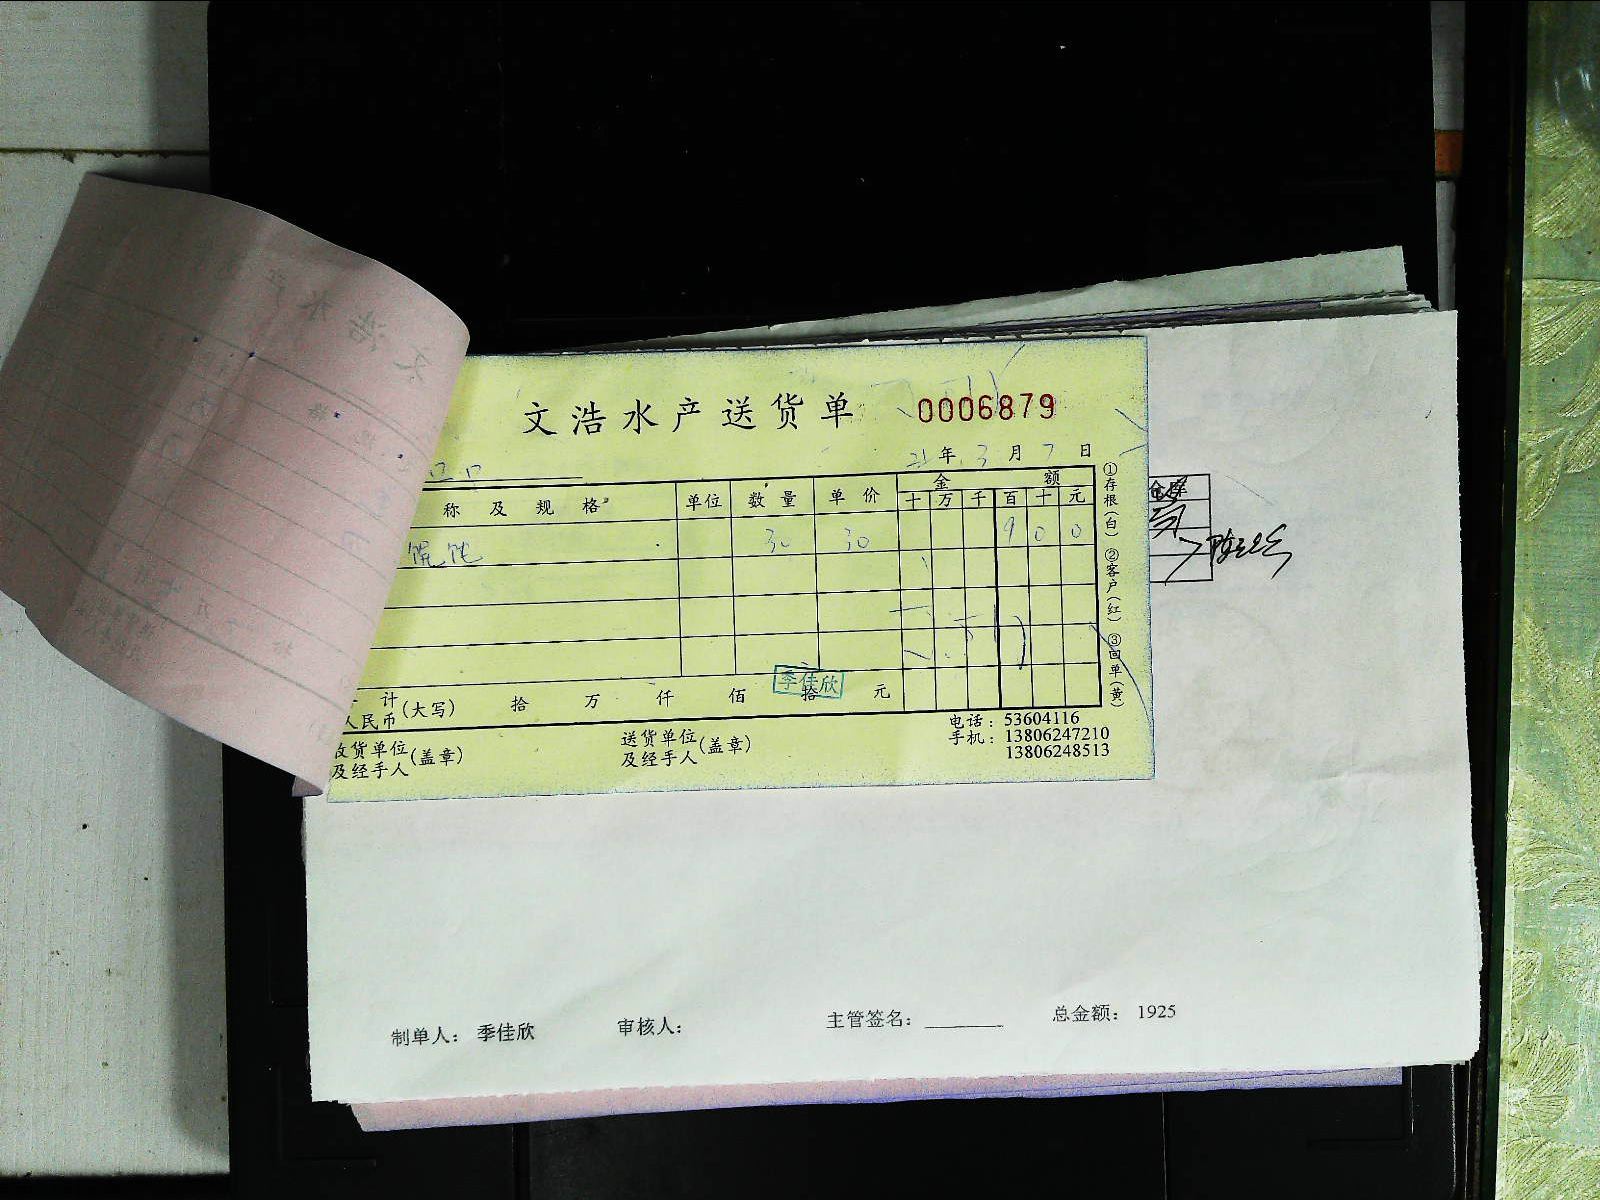 文浩水产送货单 0006879
21年3月7日
称及规格 单位 数量 单价 金额
十万千百十元
馄饨 30 30 9 0 0
计
人民币(大写) 拾 万 仟 佰 拾 元
季佳欣
收货单位
及经手人(盖章)
送货单位
及经手人(盖章)
电话：53604116
手机：13806247210
13806248513
①存根(白) ②客户(红) ③回单(黄)
制单人： 季佳欣 审核人： 主管签名： 总金额： 1925